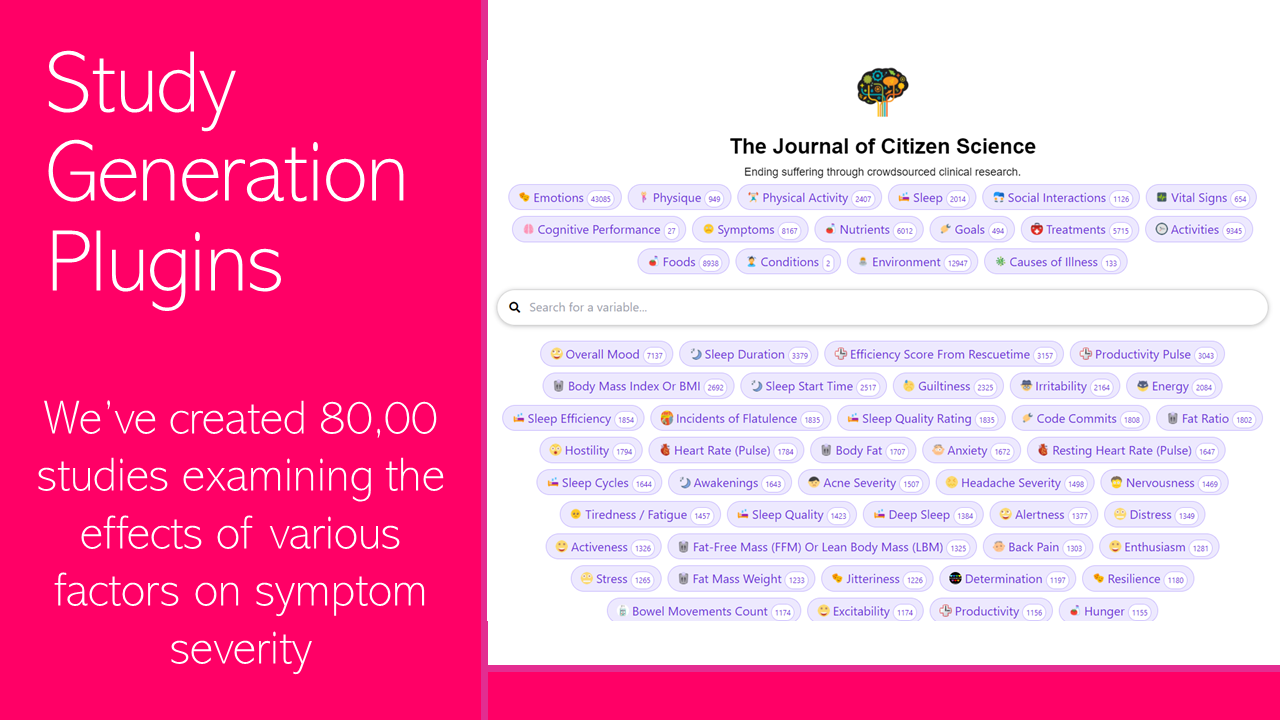 Study
Generation
Plugins
We've created 80,00
studies examining the
effects of various
factors on symptom
severity
The Journal of Citizen Science
Ending suffering through crowdsourced clinical research.
Emotions 43085 Physique 949 Physical Activity 2407 Sleep 2014 Social Interactions 1126 Vital Signs 654
Cognitive Performance 27 Symptoms 8167 Nutrients 6012 Goals 494 Treatments 5715 Activities 9345
Foods 8938 Conditions 2 Environment 12947 Causes of Illness 133
Search for a variable...
Overall Mood 7137 Sleep Duration 3379 Efficiency Score From Rescuetime 3157 Productivity Pulse 3043
Body Mass Index Or BMI 2692 Sleep Start Time 2517 Guiltiness 2325 Irritability 2164 Energy 2084
Sleep Efficiency 1854 Incidents of Flatulence 1835 Sleep Quality Rating 1835 Code Commits 1808 Fat Ratio 1802
Hostility 1794 Heart Rate (Pulse) 1784 Body Fat 1707 Anxiety 1672 Resting Heart Rate (Pulse) 1647
Sleep Cycles 1644 Awakenings 1643 Acne Severity 1507 Headache Severity 1498 Nervousness 1469
Tiredness / Fatigue 1457 Sleep Quality 1423 Deep Sleep 1384 Alertness 1377 Distress 1349
Activeness 1326 Fat-Free Mass (FFM) Or Lean Body Mass (LBM) 1325 Back Pain 1303 Enthusiasm 1281
Stress 1265 Fat Mass Weight 1233 Jitteriness 1226 Determination 1197 Resilience 1180
Bowel Movements Count 1174 Excitability 1174 Productivity 1156 Hunger 1155